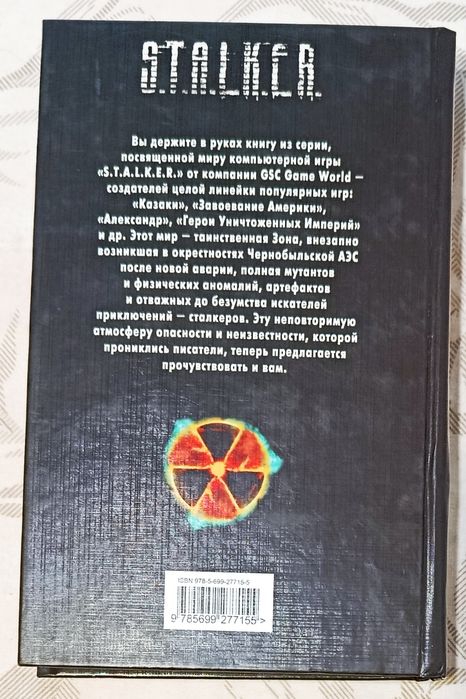 S.T.A.L.K.E.R.
Вы держите в руках книгу из серии,
посвященной миру компьютерной игры
«S.T.A.L.K.E.R.» от компании GSC Game World —
создателей целой линейки популярных игр:
«Казаки», «Завоевание Америки»,
«Александр», «Герои Уничтоженных Империй»
и др. Этот мир — таинственная Зона, внезапно
возникшая в окрестностях Чернобыльской АЭС
после новой аварии, полная мутантов
и физических аномалий, артефактов
и отважных до безумства искателей
приключений — сталкеров. Эту неповторимую
атмосферу опасности и неизвестности, которой
прониклись писатели, теперь предлагается
прочувствовать и вам.
ISBN 978-5-699-27715-5
9 785699 277155 >